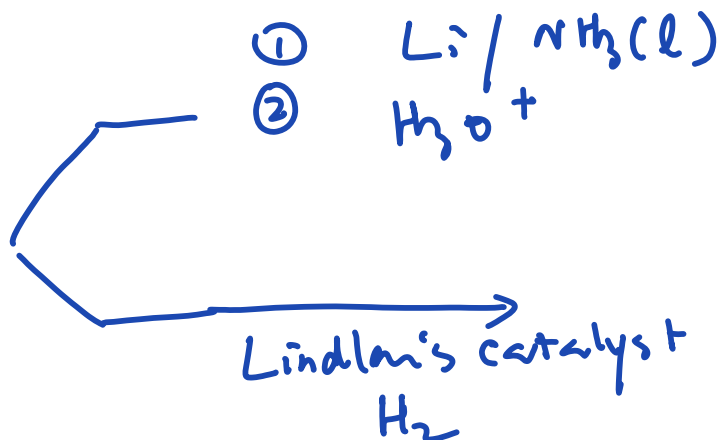 ① Li/NH₃(l)
② H₃O⁺
Lindlar's catalyst
H₂